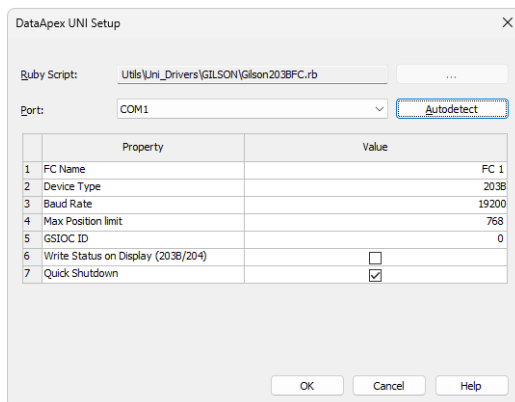 DataApex UNI Setup
Ruby Script: Utils\Uni_Drivers\GILSON\Gilson203BFC.rb ...
Port: COM1 Autodetect
Property Value
1 FC Name FC 1
2 Device Type 203B
3 Baud Rate 19200
4 Max Position limit 768
5 GSIOC ID 0
6 Write Status on Display (203B/204)
7 Quick Shutdown
OK Cancel Help